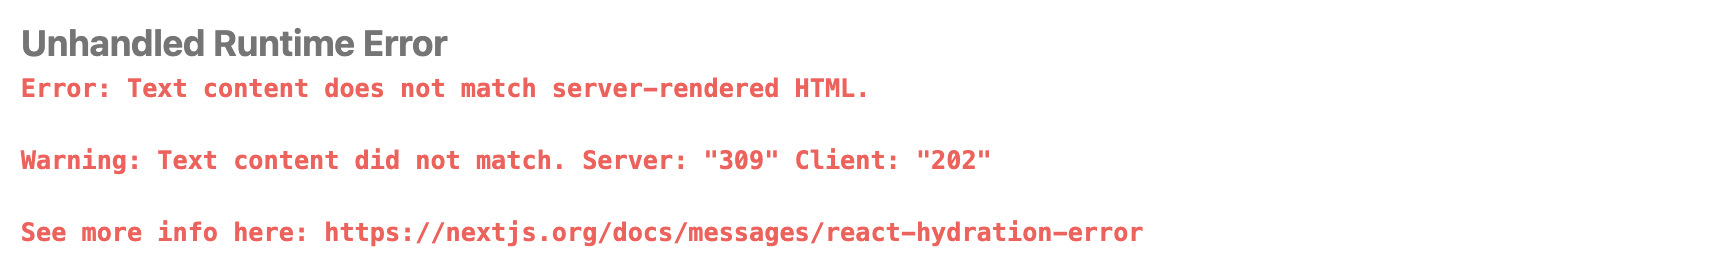 Unhandled Runtime Error
Error: Text content does not match server-rendered HTML.
Warning: Text content did not match. Server: "309" Client: "202"
See more info here: https://nextjs.org/docs/messages/react-hydration-error